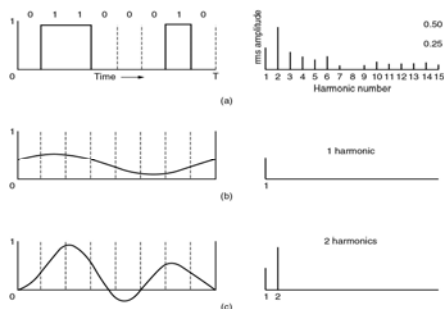 0 1 1 0 0 0 1 0
1
0
Time
T
rms amplitude
0.50
0.25
1 2 3 4 5 6 7 8 9 10 11 12 13 14 15
Harmonic number
(a)
1
0
1 harmonic
1
(b)
1
0
2 harmonics
1 2
(c)